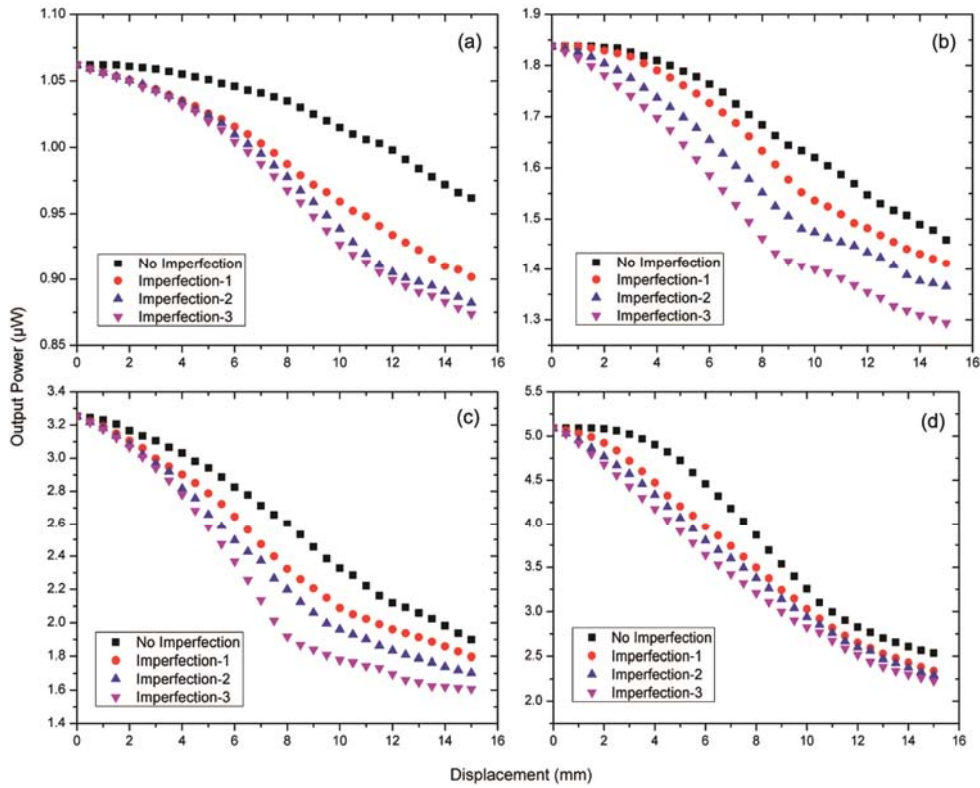 1.10
1.05
1.00
0.95
0.90
0.85
0 2 4 6 8 10 12 14 16
(a)
No Imperfection
Imperfection-1
Imperfection-2
Imperfection-3
1.9
1.8
1.7
1.6
1.5
1.4
1.3
0 2 4 6 8 10 12 14 16
(b)
No Imperfection
Imperfection-1
Imperfection-2
Imperfection-3
Output Power (µW)
3.4
3.2
3.0
2.8
2.6
2.4
2.2
2.0
1.8
1.6
1.4
0 2 4 6 8 10 12 14 16
(c)
No Imperfection
Imperfection-1
Imperfection-2
Imperfection-3
5.5
5.0
4.5
4.0
3.5
3.0
2.5
2.0
0 2 4 6 8 10 12 14 16
(d)
No Imperfection
Imperfection-1
Imperfection-2
Imperfection-3
Displacement (mm)